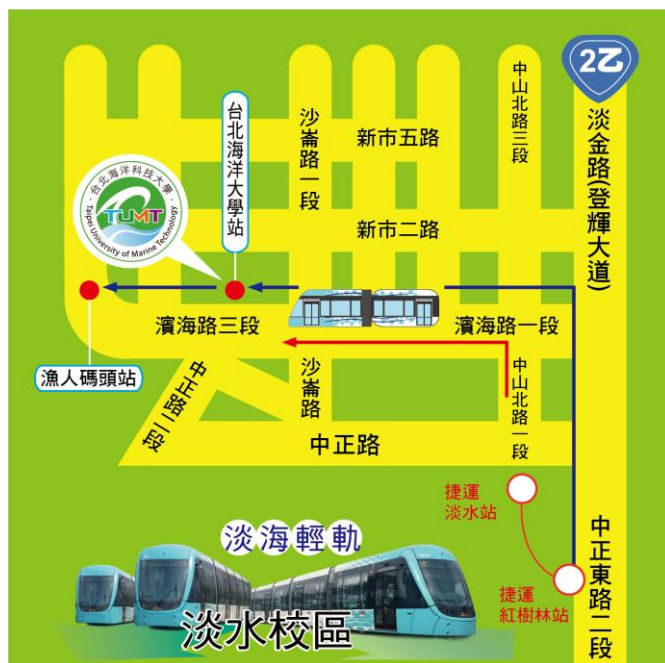 2乙
淡金路(登輝大道)
中山北路三段
沙崙路一段
新市五路
台北海洋大學站
台北海洋科技大學
TUMT
Taipei University of Marine Technology
新市二路
濱海路三段
濱海路一段
漁人碼頭站
中正路二段
沙崙路
中山北路一段
中正路
捷運
淡水站
中正東路二段
捷運
紅樹林站
淡海輕軌
淡水校區